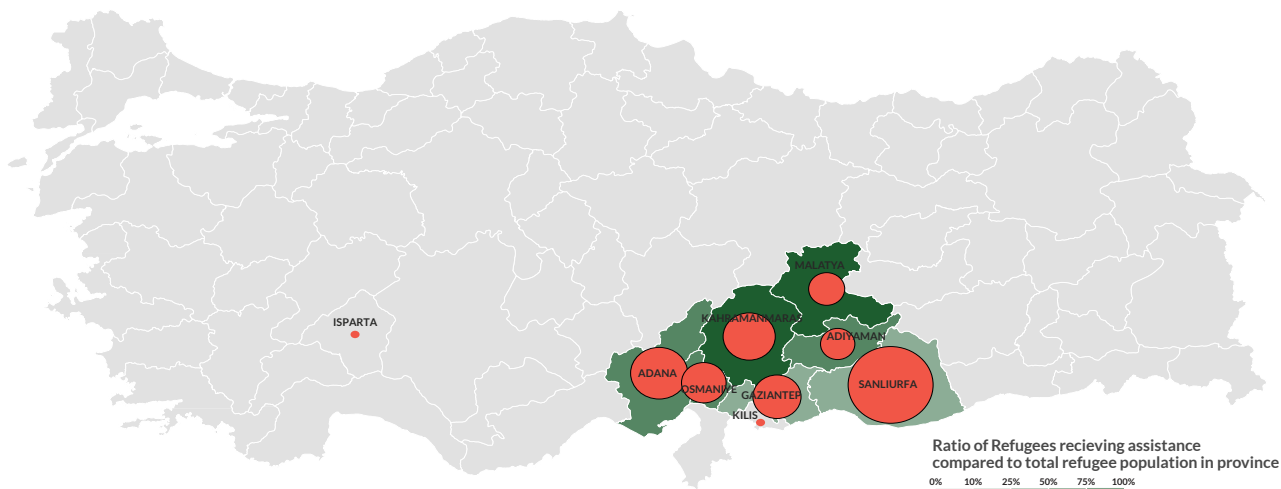 MALATYA
KAHRAMANMARAS
ISPARTA
ADIYAMAN
ADANA
OSMANIYE
GAZIANTEP
SANLIURFA
KILIS
Ratio of Refugees recieving assistance
compared to total refugee population in province
0% 10% 25% 50% 75% 100%